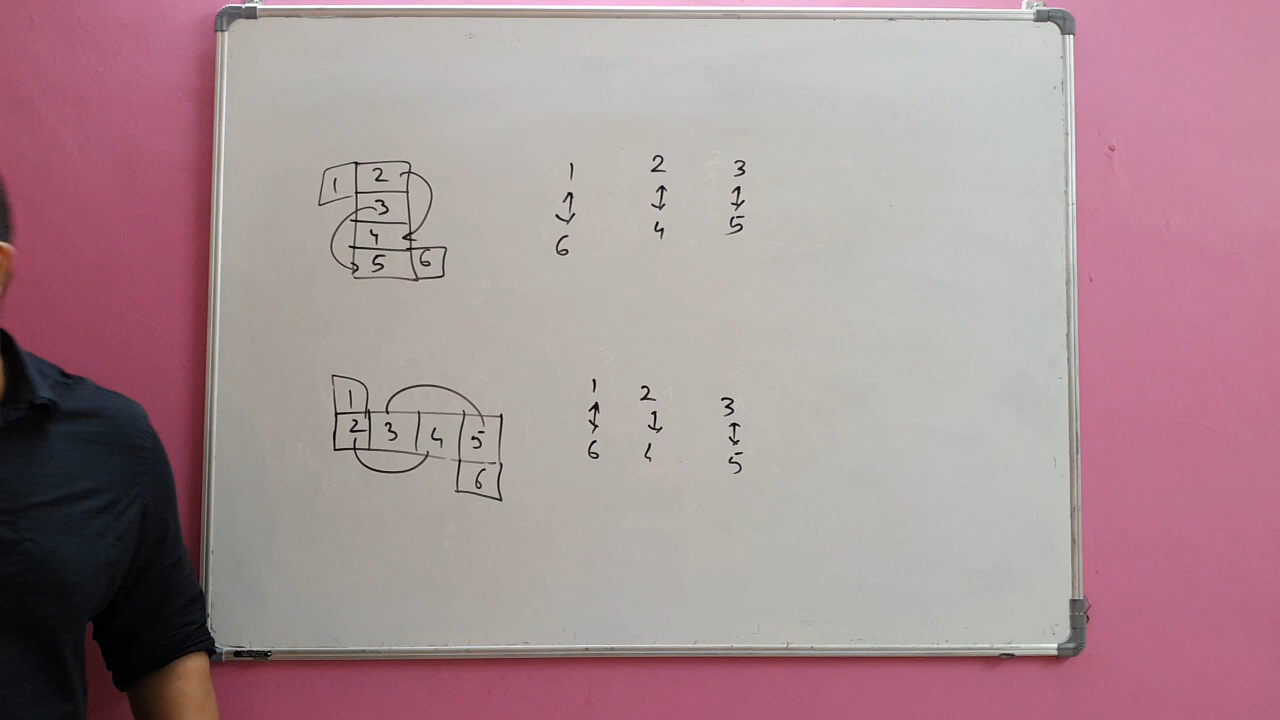 1 2
3
4
5 6
1 2 3
↕ ↕ ↕
6 4 5
1
2 3 4 5
6
1 2 3
↕ ↕ ↕
6 4 5